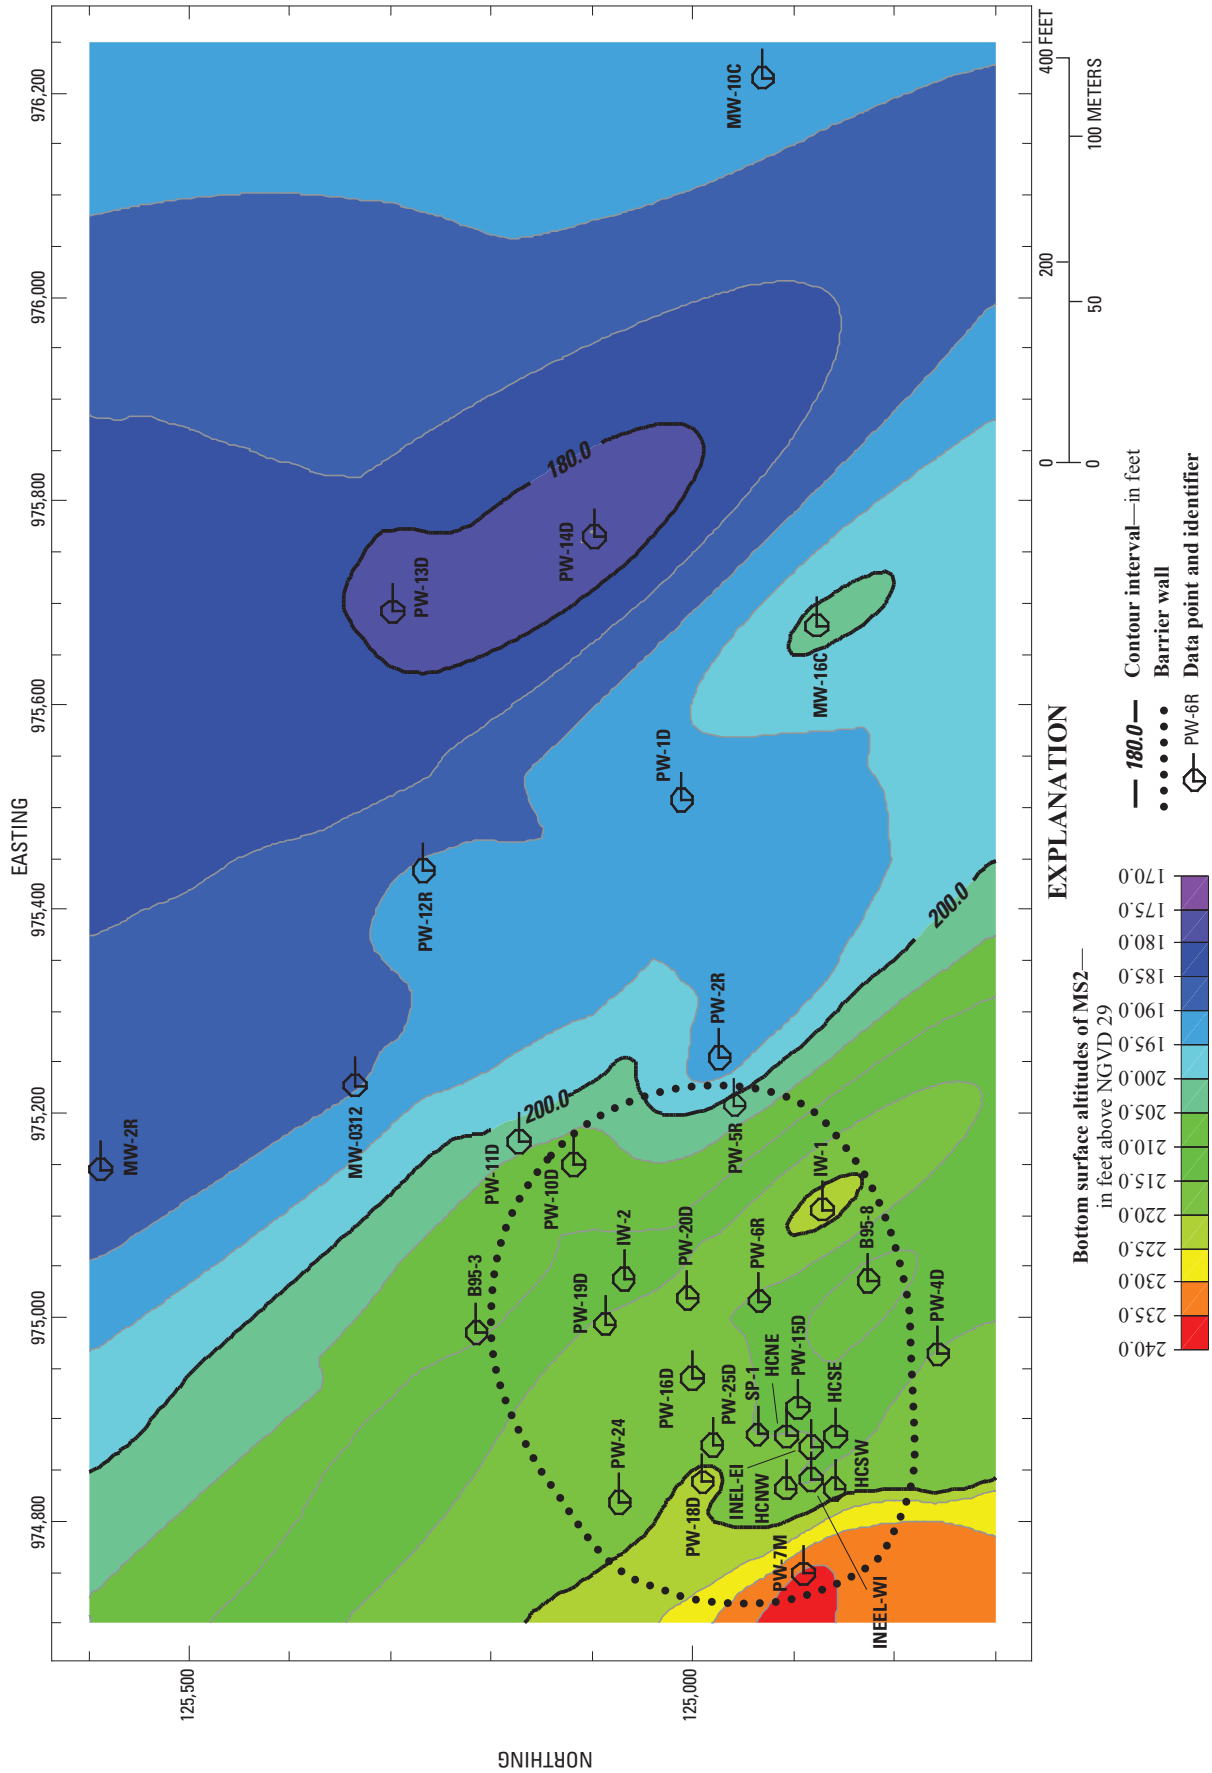 EASTING
974,800
975,000
975,200
975,400
975,600
975,800
976,000
976,200
NORTHING
125,500
125,000
MW-2R
MW-0312
B95-3
PW-11D
200.0
PW-12R
PW-13D
PW-10D
180.0
PW-14D
IW-2
PW-19D
PW-24
PW-20D
PW-16D
PW-1D
PW-18D
PW-25D
PW-2R
PW-5R
PW-6R
SP-1
MW-10C
HCNE
PW-15D
INEL-EI
HCNW
PW-7M
IW-1
MW-16C
HCSE
HCSW
B95-8
INEEL-WI
PW-4D
200.0
EXPLANATION
Bottom surface altitudes of MS2—
in feet above NGVD 29
240.0
235.0
230.0
225.0
220.0
215.0
210.0
205.0
200.0
195.0
190.0
185.0
180.0
175.0
170.0
180.0 Contour interval—in feet
Barrier wall
PW-6R Data point and identifier
0 200 400 FEET
0 50 100 METERS